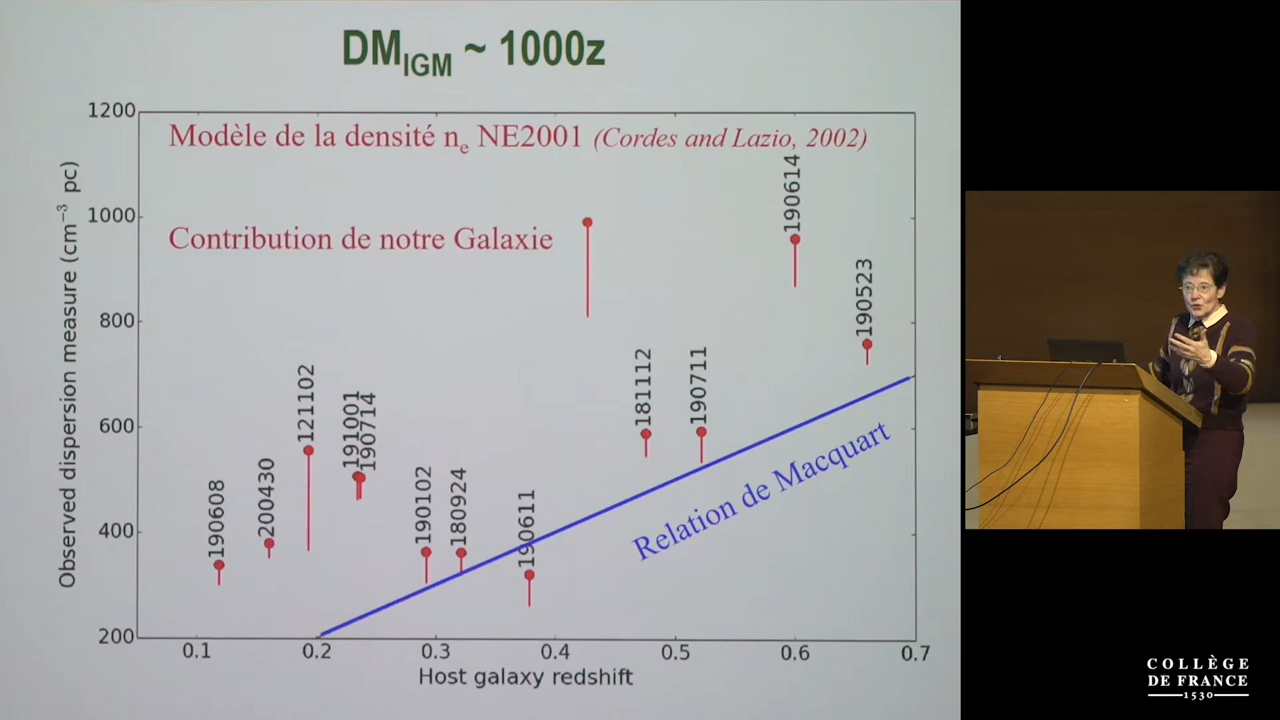 DM_IGM ~ 1000z
1200
Modèle de la densité n_e NE2001 (Cordes and Lazio, 2002)
1000
Contribution de notre Galaxie
800
600
400
200
Observed dispersion measure (cm⁻³ pc)
190608
200430
121102
191001
190714
190102
180924
190611
181112
190711
190614
190523
Relation de Macquart
0.1 0.2 0.3 0.4 0.5 0.6 0.7
Host galaxy redshift
COLLÈGE
DE FRANCE
1530